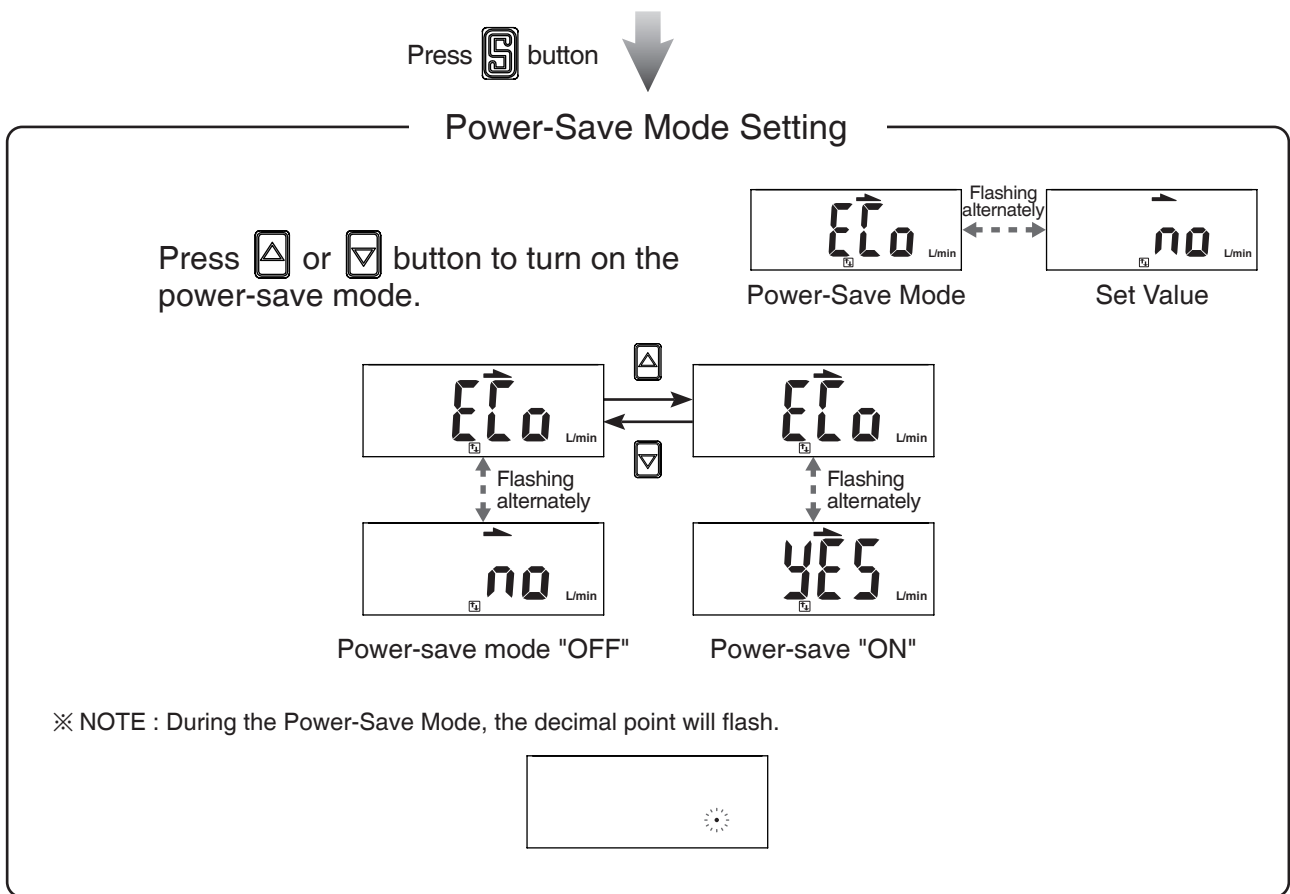 Press S button
Power-Save Mode Setting
Press △ or ▽ button to turn on the
power-save mode.
ECo L/min
Flashing
alternately
no L/min
Power-Save Mode
Set Value
ECo L/min
ECo L/min
Flashing
alternately
Flashing
alternately
no L/min
yES L/min
Power-save mode "OFF"
Power-save "ON"
※ NOTE : During the Power-Save Mode, the decimal point will flash.